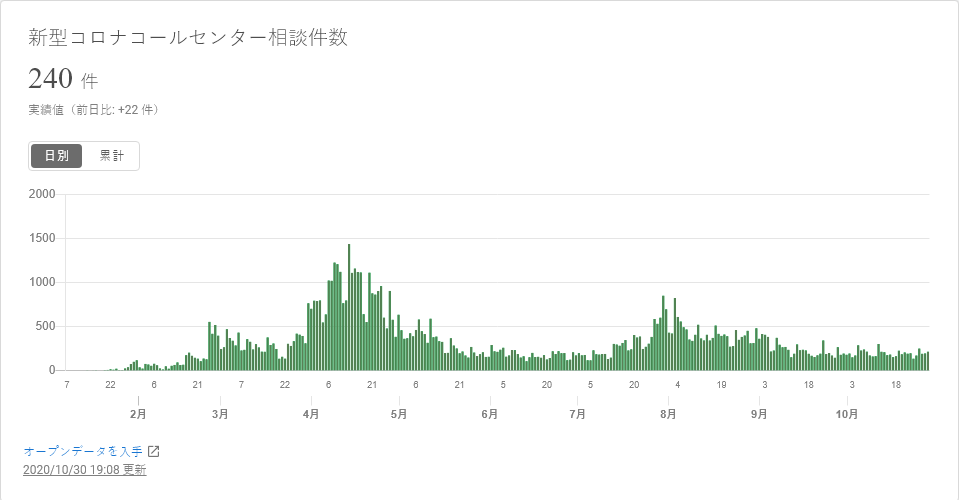 新型コロナコールセンター相談件数
240 件
実績値（前日比: +22 件）
日別 累計
2000
1500
1000
500
0
7 22 6 21 7 22 6 21 6 21 5 20 5 20 4 19 3 18 3 18
2月 3月 4月 5月 6月 7月 8月 9月 10月
オープンデータを入手
2020/10/30 19:08 更新